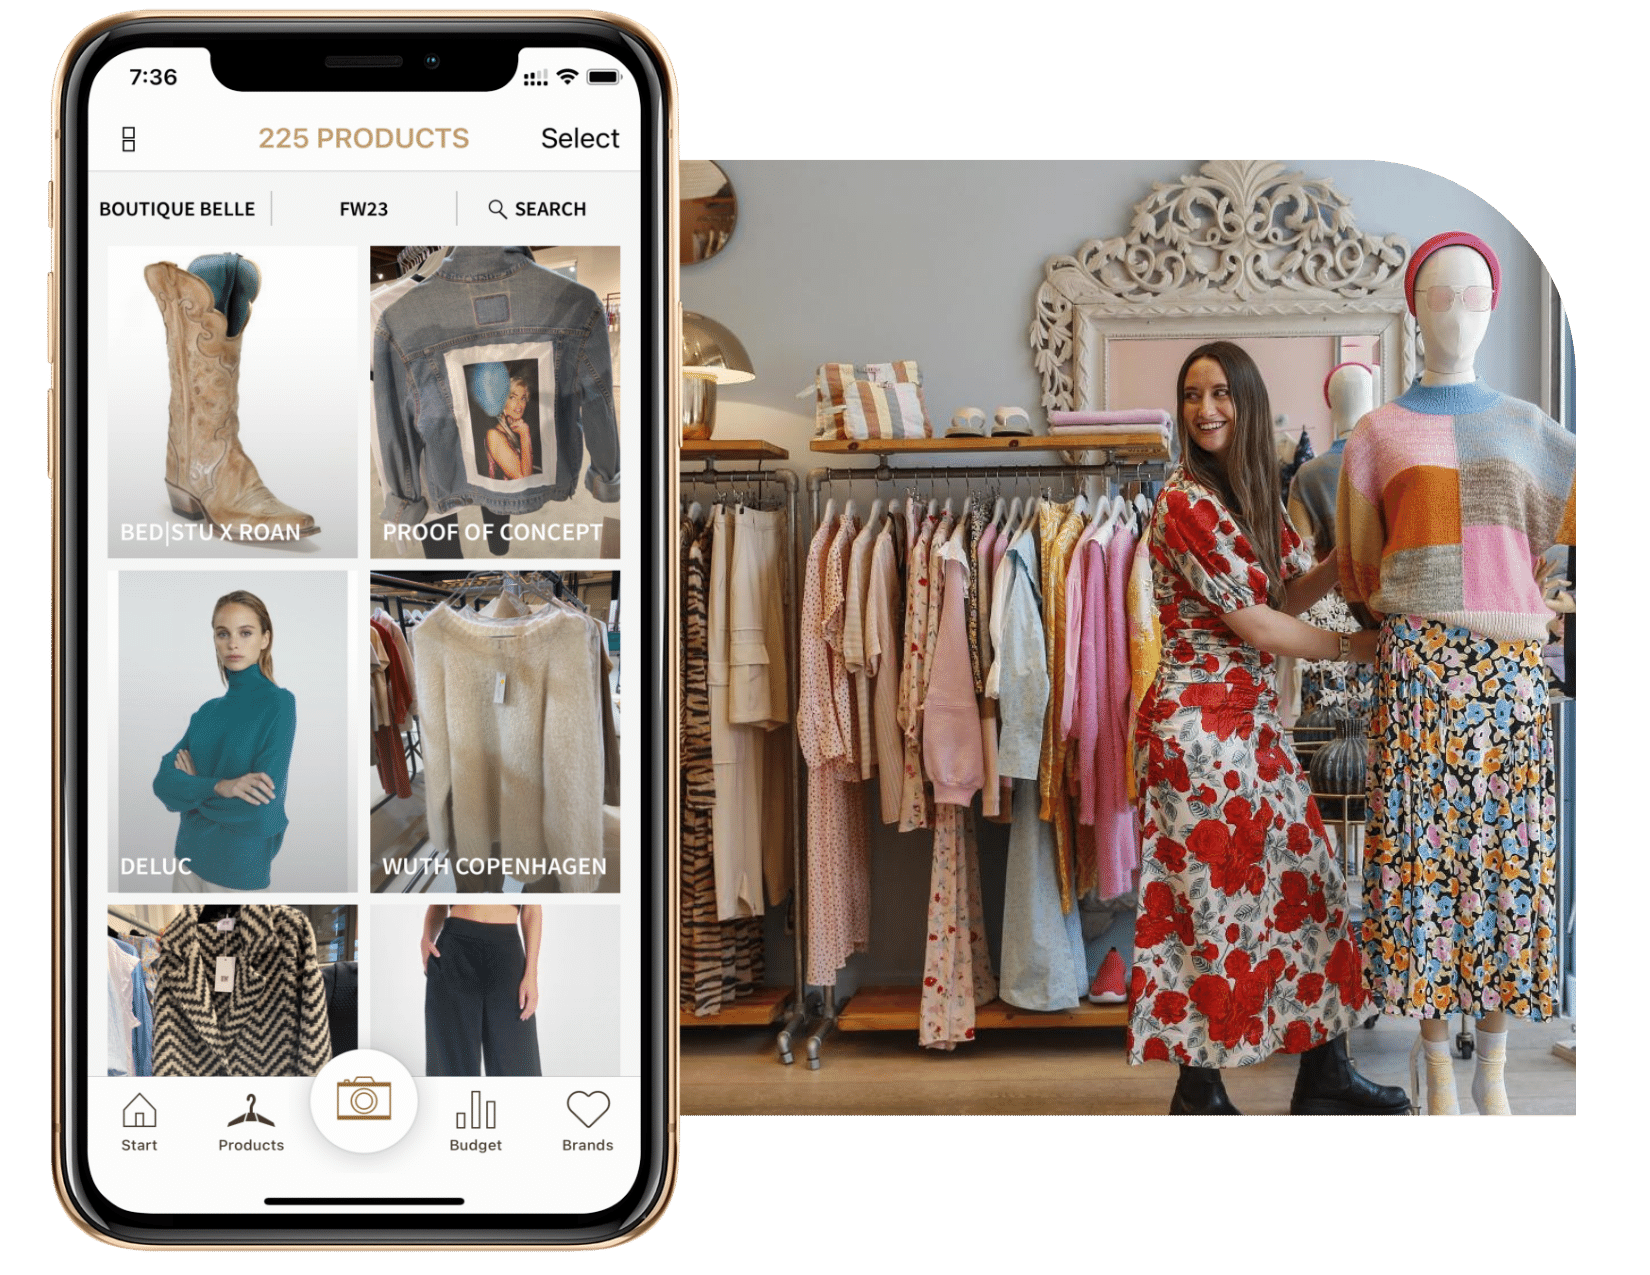 7:36
225 PRODUCTS
Select
BOUTIQUE BELLE
FW23
SEARCH
BED|STU X ROAN
PROOF OF CONCEPT
DELUC
WUTH COPENHAGEN
Start
Products
Budget
Brands